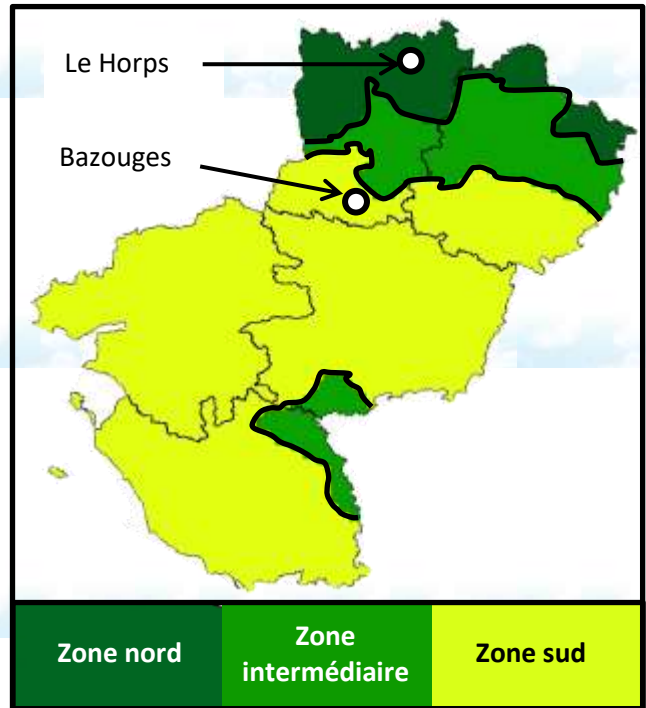 Le Horps
Bazouges
Zone nord
Zone
intermédiaire
Zone sud